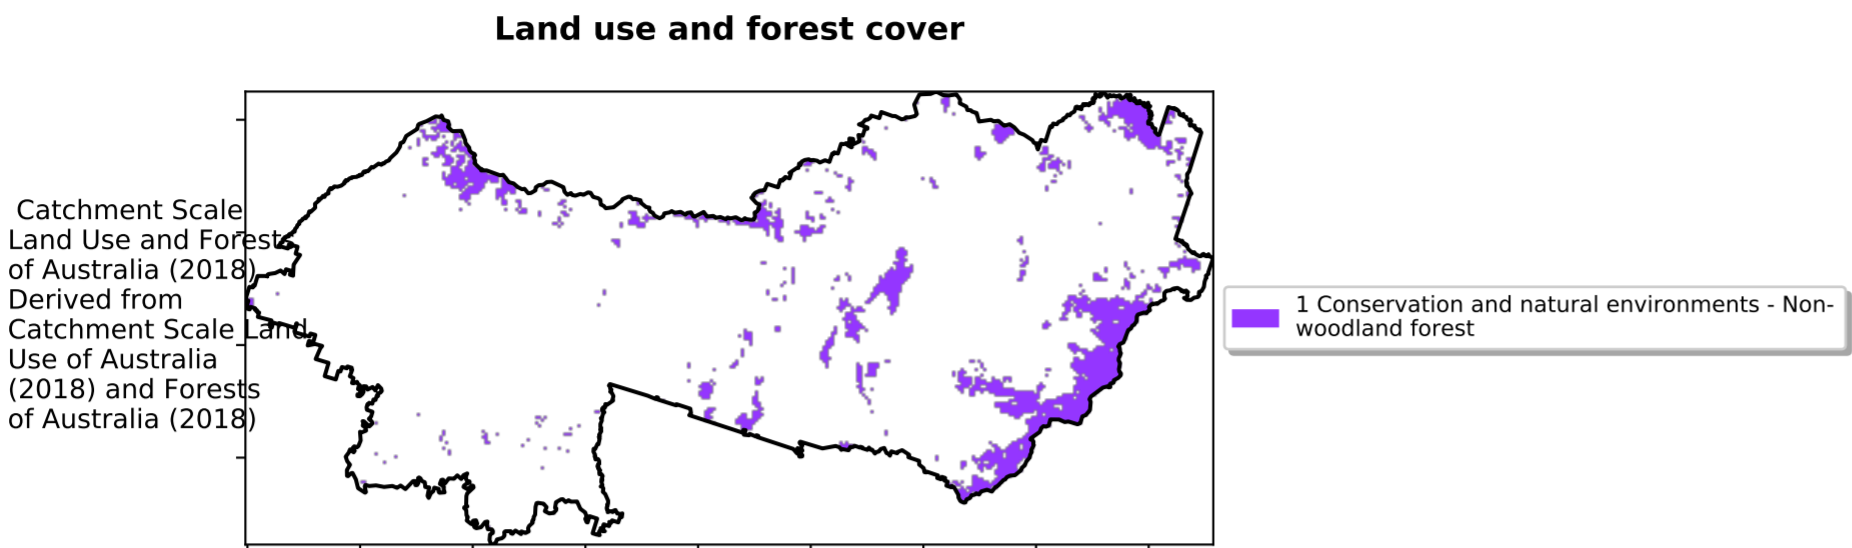 Land use and forest cover
Catchment Scale
Land Use and Forests
of Australia (2018)
Derived from
Catchment Scale Land
Use of Australia
(2018) and Forests
of Australia (2018)
1 Conservation and natural environments - Non-
woodland forest